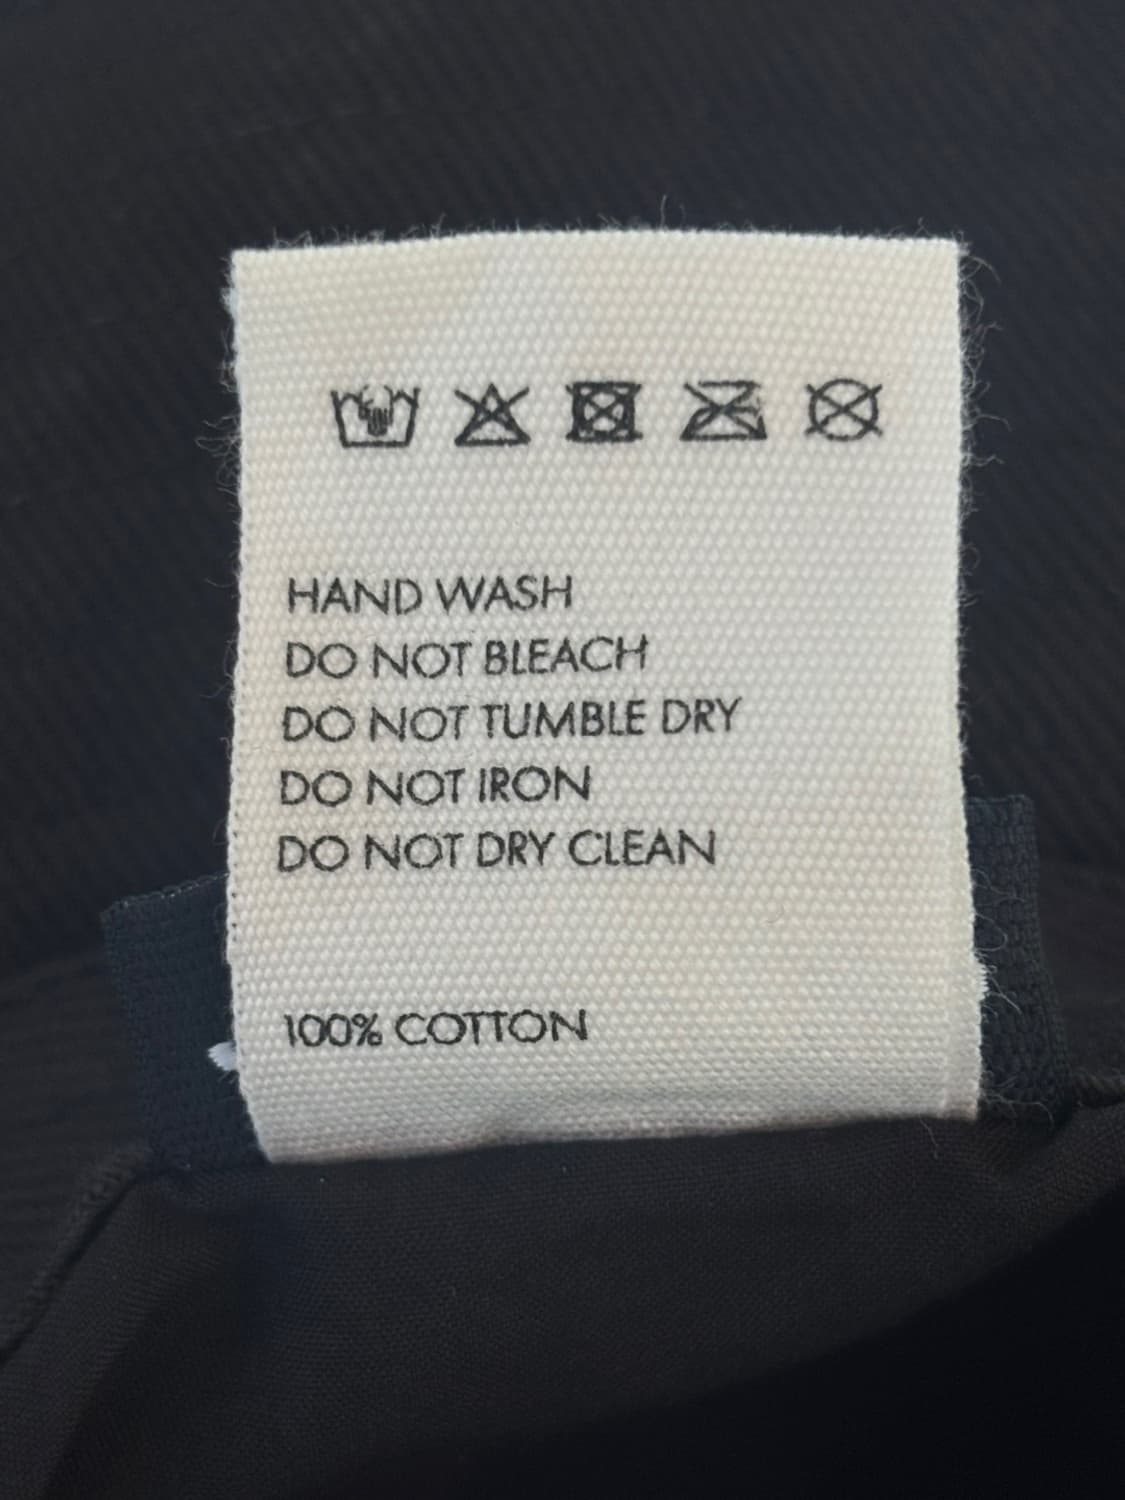 HAND WASH
DO NOT BLEACH
DO NOT TUMBLE DRY
DO NOT IRON
DO NOT DRY CLEAN
100% COTTON